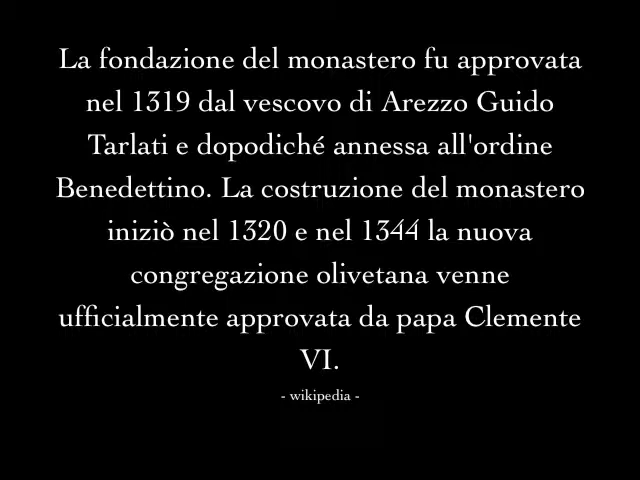 La fondazione del monastero fu approvata
nel 1319 dal vescovo di Arezzo Guido
Tarlati e dopodiché annessa all'ordine
Benedettino. La costruzione del monastero
iniziò nel 1320 e nel 1344 la nuova
congregazione olivetana venne
ufficialmente approvata da papa Clemente
VI.
- wikipedia -